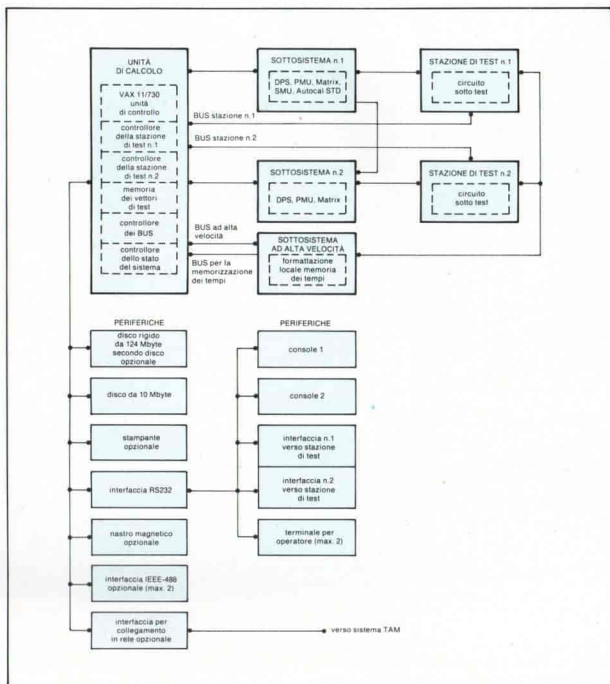 UNITÀ
DI CALCOLO
VAX 11/730
unità
di controllo
controllore
della stazione
di test n.1
controllore
della stazione
di test n.2
memoria
dei vettori
di test
controllore
dei BUS
controllore
dello stato
del sistema
SOTTOSISTEMA n.1
DPS, PMU, Matrix,
SMU, Autocal STD
STAZIONE DI TEST n.1
circuito
sotto test
BUS stazione n.1
BUS stazione n.2
SOTTOSISTEMA n.2
DPS, PMU, Matrix
STAZIONE DI TEST n.2
circuito
sotto test
BUS ad alta
velocità
BUS per la
memorizzazione
dei tempi
SOTTOSISTEMA
AD ALTA VELOCITÀ
formattazione
locale memoria
dei tempi
PERIFERICHE
disco rigido
da 124 Mbyte
secondo disco
opzionale
disco da 10 Mbyte
stampante
opzionale
interfaccia RS232
nastro magnetico
opzionale
interfaccia IEEE-488
opzionale (max. 2)
interfaccia per
collegamento
in rete opzionale
PERIFERICHE
console 1
console 2
interfaccia n.1
verso stazione
di test
interfaccia n.2
verso stazione
di test
terminale per
operatore (max. 2)
verso sistema TAM